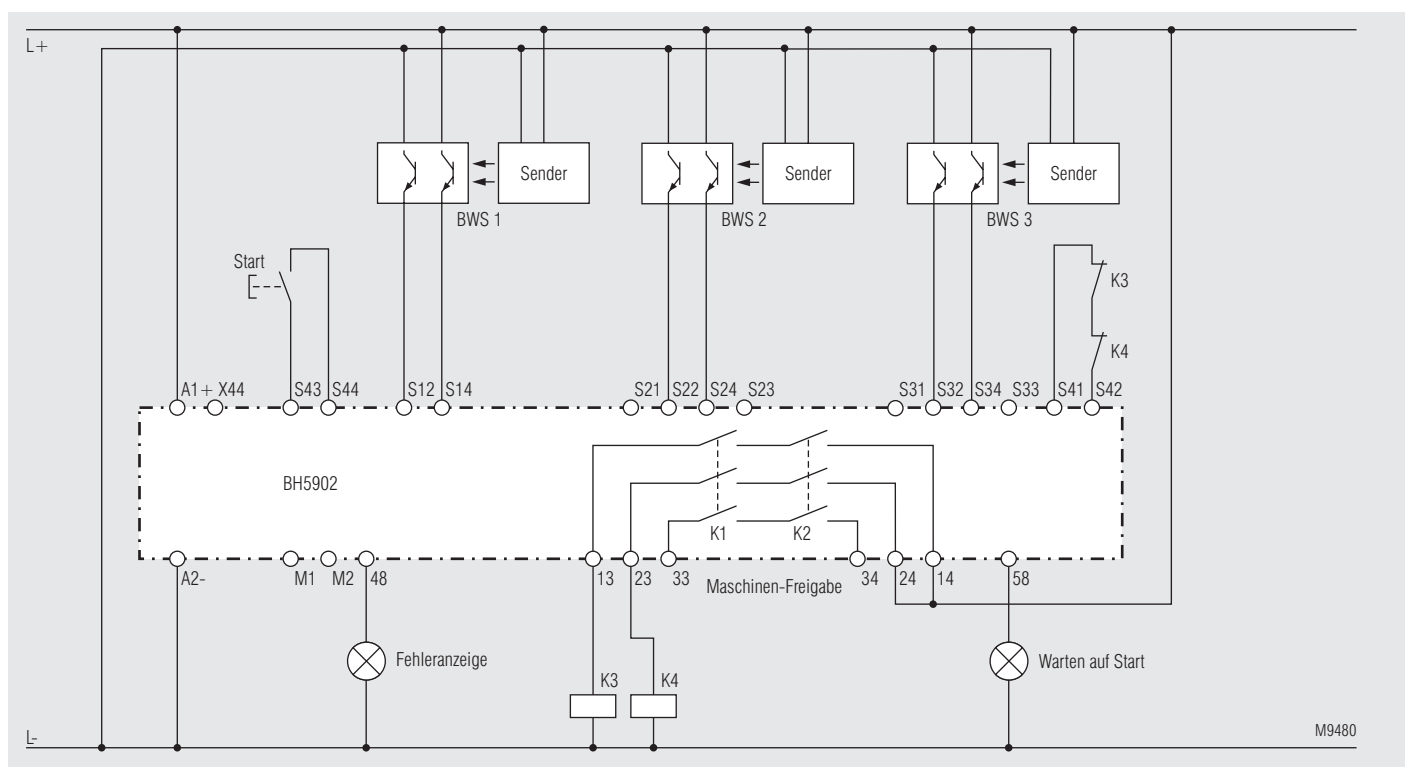 L+
Sender
Sender
Sender
BWS 1
BWS 2
BWS 3
Start
K3
K4
A1+ X44 S43 S44 S12 S14 S21 S22 S24 S23 S31 S32 S34 S33 S41 S42
BH5902
K1 K2
A2- M1 M2 48 13 23 33 Maschinen-Freigabe 34 24 14 58
Fehleranzeige
Warten auf Start
K3 K4
L-
M9480